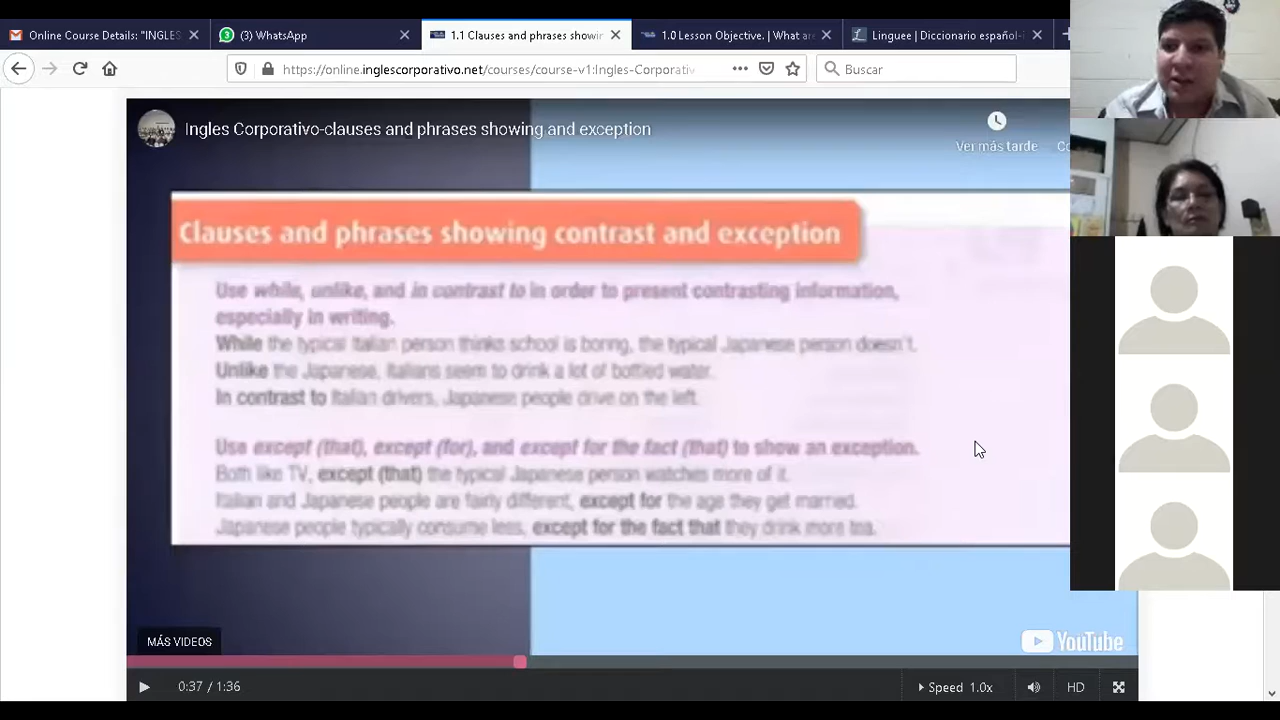 Online Course Details: "INGLES
(3) WhatsApp
1.1 Clauses and phrases showin
1.0 Lesson Objective. | What are
Linguee | Diccionario español-i
https://online.inglescorporativo.net/courses/course-v1:Ingles-Corporativ
Buscar
Ingles Corporativo-clauses and phrases showing and exception
Ver más tarde
Co
Clauses and phrases showing contrast and exception
Use while, unlike, and in contrast to in order to present contrasting information,
especially in writing.
While the typical Italian person thinks school is boring, the typical Japanese person doesn't.
Unlike the Japanese, Italians seem to drink a lot of bottled water.
In contrast to Italian drivers, Japanese people drive on the left.
Use except (that), except (for), and except for the fact (that) to show an exception.
Both like TV, except (that) the typical Japanese person watches more of it.
Italian and Japanese people are fairly different, except for the age they get married.
Japanese people typically consume less, except for the fact that they drink more tea.
MÁS VIDEOS
YouTube
0:37 / 1:36
Speed 1.0x
HD